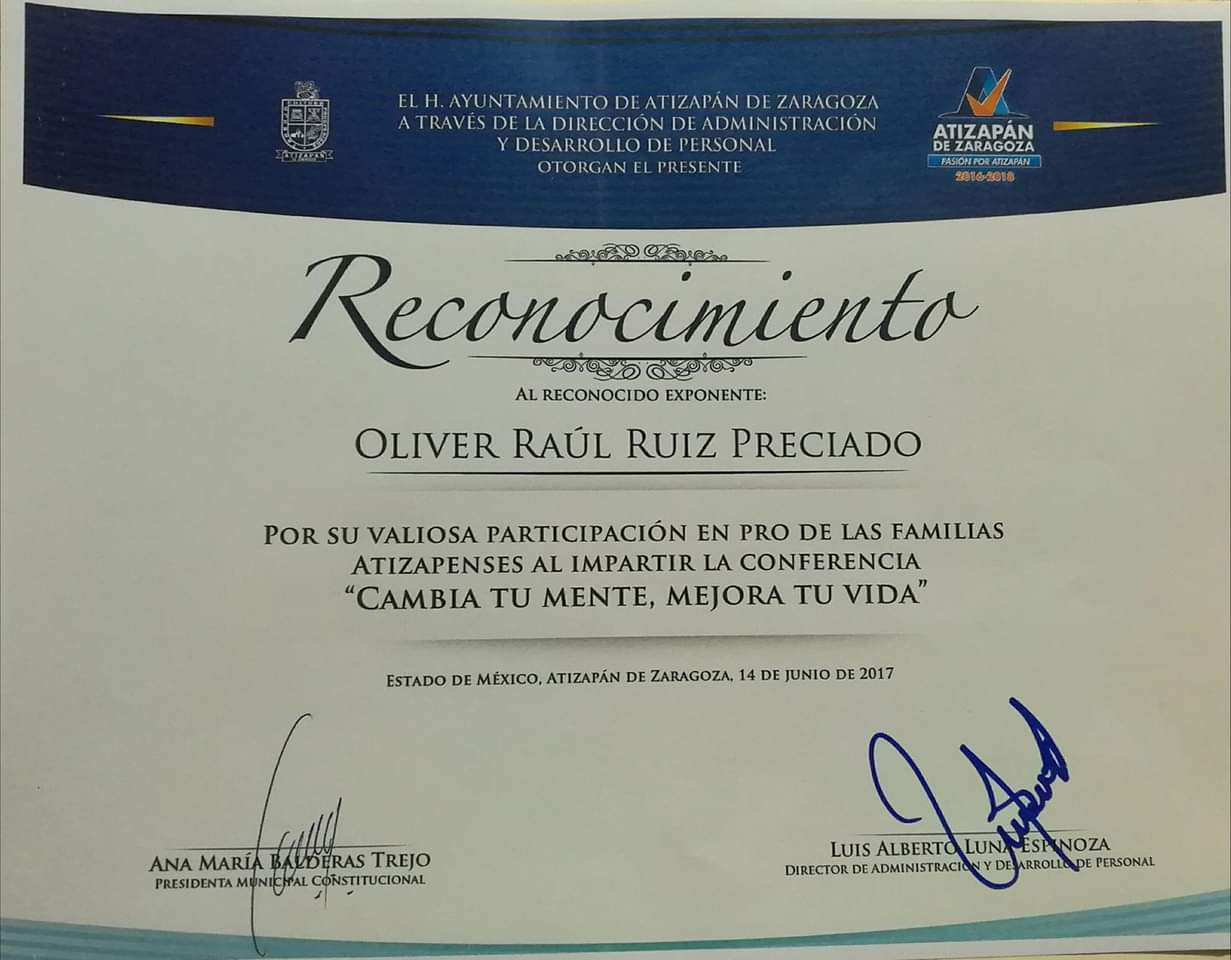 EL H. AYUNTAMIENTO DE ATIZAPÁN DE ZARAGOZA
A TRAVÉS DE LA DIRECCIÓN DE ADMINISTRACIÓN
Y DESARROLLO DE PERSONAL
OTORGAN EL PRESENTE
ATIZAPÁN
ATIZAPÁN
DE ZARAGOZA
PASIÓN POR ATIZAPÁN
2016-2018
Reconocimiento
AL RECONOCIDO EXPONENTE:
OLIVER RAÚL RUIZ PRECIADO
POR SU VALIOSA PARTICIPACIÓN EN PRO DE LAS FAMILIAS
ATIZAPENSES AL IMPARTIR LA CONFERENCIA
“CAMBIA TU MENTE, MEJORA TU VIDA”
ESTADO DE MÉXICO, ATIZAPÁN DE ZARAGOZA, 14 DE JUNIO DE 2017
ANA MARÍA BALDERAS TREJO
PRESIDENTA MUNICIPAL CONSTITUCIONAL
LUIS ALBERTO LUNA ESPINOZA
DIRECTOR DE ADMINISTRACIÓN Y DESARROLLO DE PERSONAL